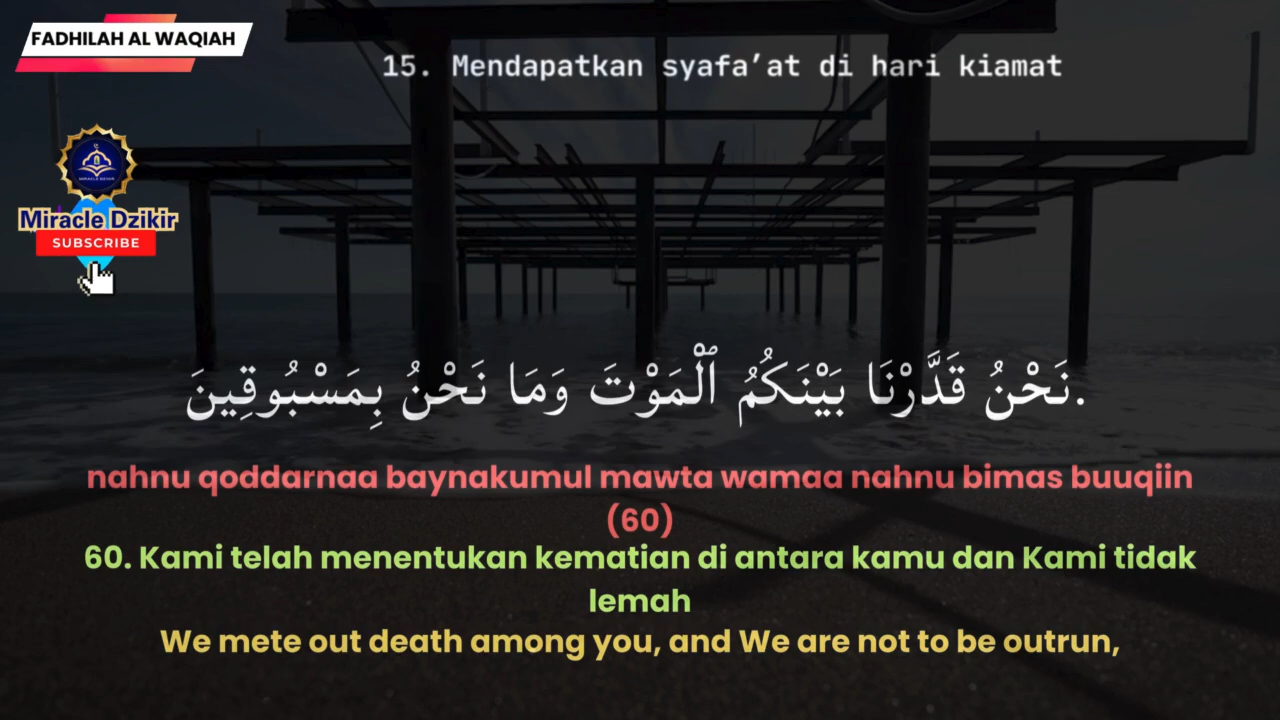 FADHILAH AL WAQIAH
15. Mendapatkan syafa’at di hari kiamat
MIRACLE DZIKIR
Miracle Dzikir
SUBSCRIBE
نَحْنُ قَدَّرْنَا بَيْنَكُمُ ٱلْمَوْتَ وَمَا نَحْنُ بِمَسْبُوقِينَ.
nahnu qoddarnaa baynakumul mawta wamaa nahnu bimas buuqiin
(60)
60. Kami telah menentukan kematian di antara kamu dan Kami tidak
lemah
We mete out death among you, and We are not to be outrun,